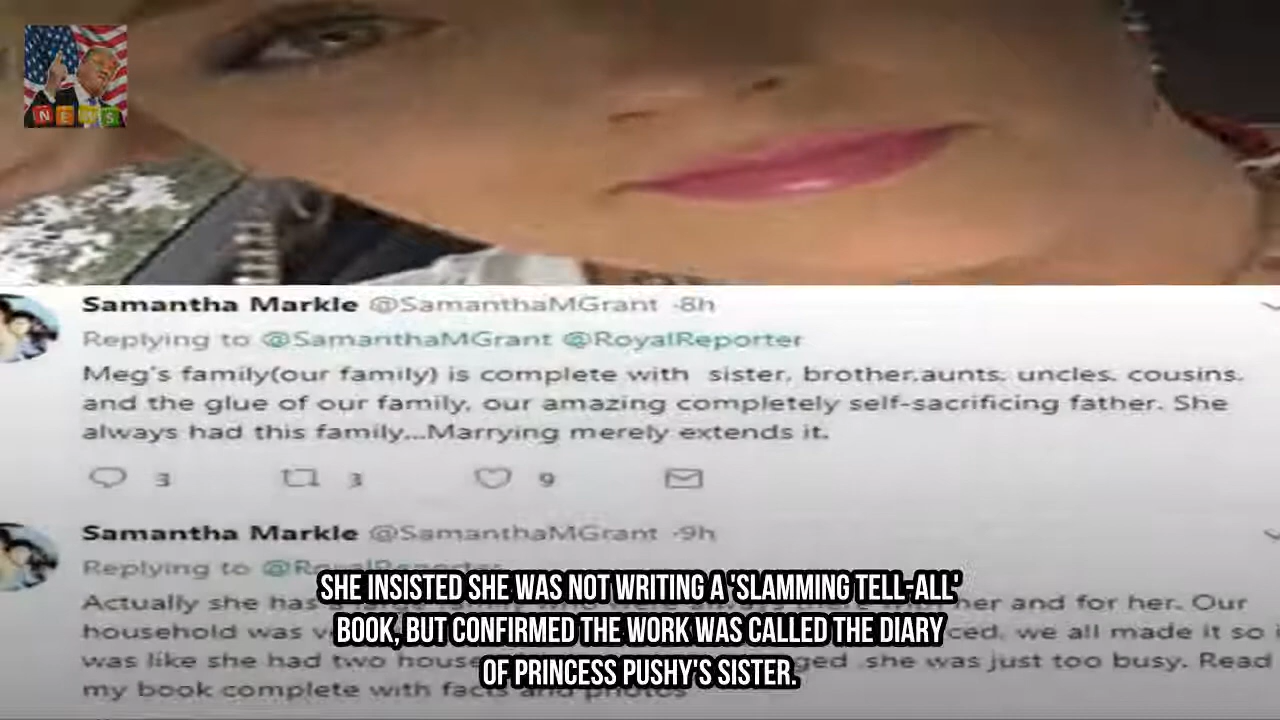 NEWS
Samantha Markle @SamanthaMGrant ·8h
Replying to @SamanthaMGrant @RoyalReporter
Meg's family(our family) is complete with sister, brother,aunts, uncles, cousins,
and the glue of our family, our amazing completely self-sacrificing father. She
always had this family...Marrying merely extends it.
3 3 9
Samantha Markle @SamanthaMGrant ·9h
Replying to @RoyalReporter
Actually she has her and for her. Our
household was ced, we all made it so
was like she had two ged .she was just too busy. Read
my book complete with facts and photos
SHE INSISTED SHE WAS NOT WRITING A 'SLAMMING TELL-ALL'
BOOK, BUT CONFIRMED THE WORK WAS CALLED THE DIARY
OF PRINCESS PUSHY'S SISTER.